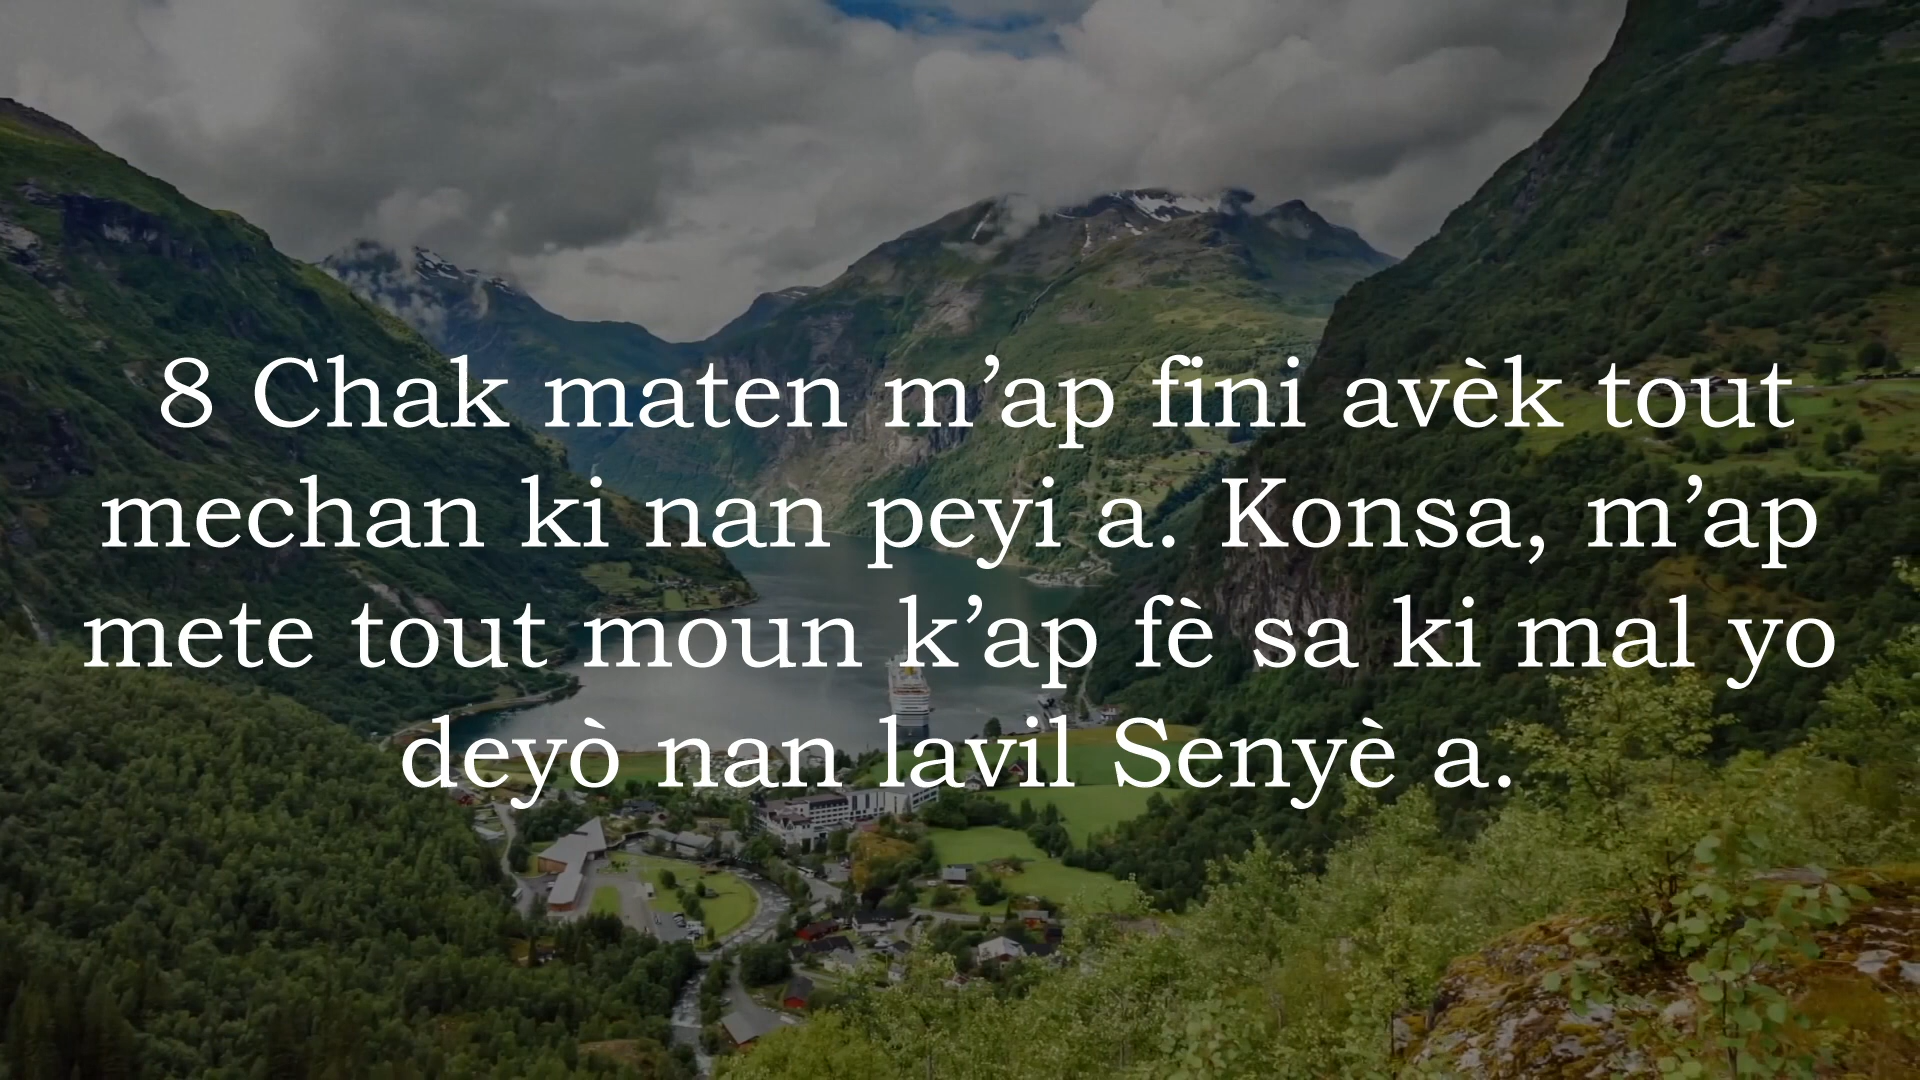 8 Chak maten m’ap fini avèk tout
mechan ki nan peyi a. Konsa, m’ap
mete tout moun k’ap fè sa ki mal yo
deyò nan lavil Senyè a.